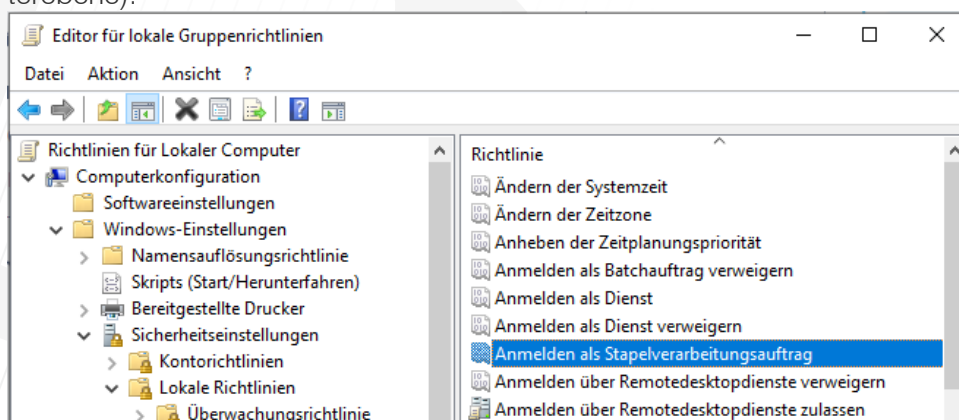 terebene).
Editor für lokale Gruppenrichtlinien
Datei Aktion Ansicht ?
Richtlinien für Lokaler Computer
Computerkonfiguration
Softwareeinstellungen
Windows-Einstellungen
Namensauflösungsrichtlinie
Skripts (Start/Herunterfahren)
Bereitgestellte Drucker
Sicherheitseinstellungen
Kontorichtlinien
Lokale Richtlinien
Überwachungsrichtlinie
Richtlinie
Ändern der Systemzeit
Ändern der Zeitzone
Anheben der Zeitplanungspriorität
Anmelden als Batchauftrag verweigern
Anmelden als Dienst
Anmelden als Dienst verweigern
Anmelden als Stapelverarbeitungsauftrag
Anmelden über Remotedesktopdienste verweigern
Anmelden über Remotedesktopdienste zulassen